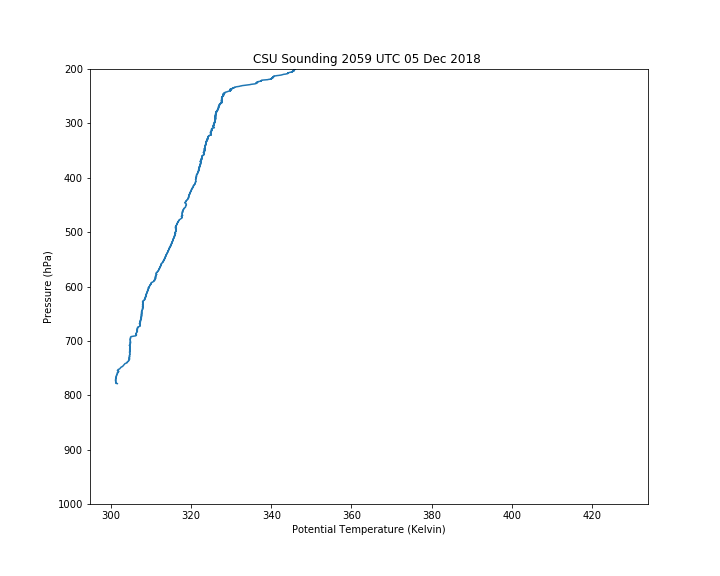 CSU Sounding 2059 UTC 05 Dec 2018
200
300
400
500
600
700
800
900
1000
Pressure (hPa)
300 320 340 360 380 400 420
Potential Temperature (Kelvin)